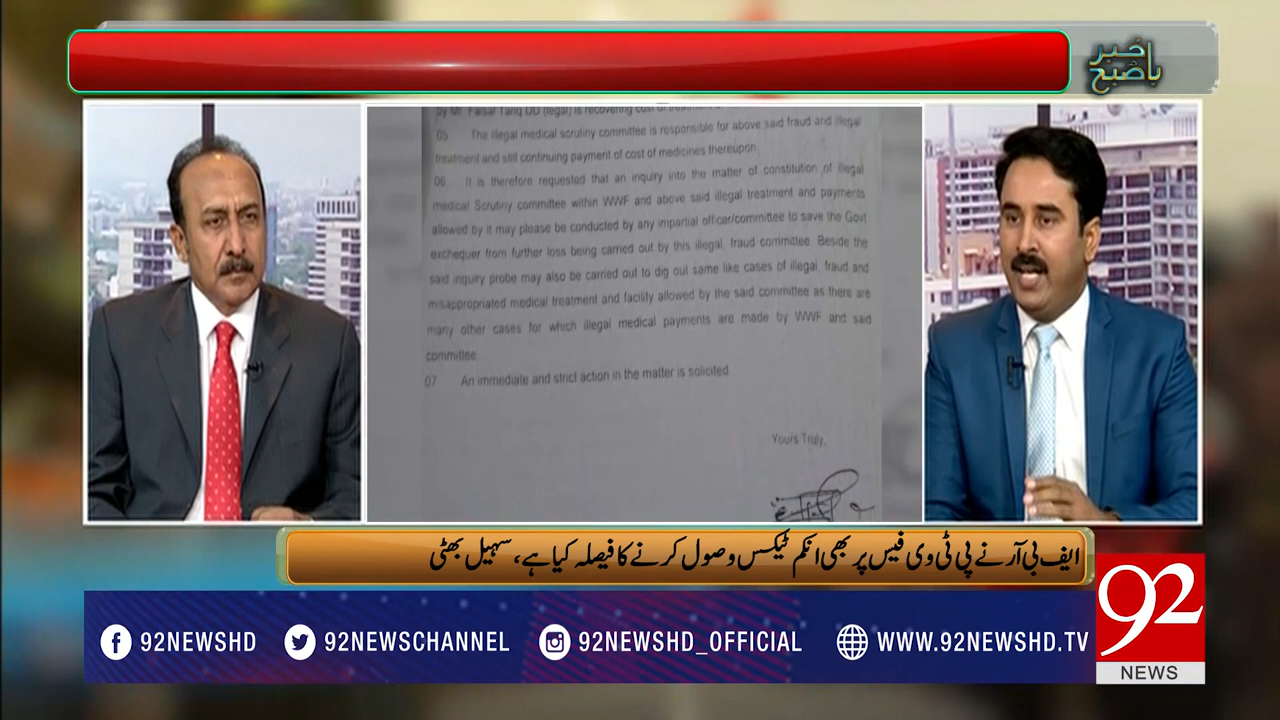 باخبر صبح
by Mr. Faisal Tariq DD (legal) is recovering cost of treatment
05 The illegal medical scrutiny committee is responsible for above said fraud and illegal
treatment and still continuing payment of cost of medicines thereupon
06. It is therefore requested that an inquiry into the matter of constitution of illegal
medical Scrutiny committee within WWF and above said illegal treatment and payments
allowed by it may please be conducted by any impartial officer/committee to save the Govt
exchequer from further loss being carried out by this illegal, fraud committee. Beside the
said inquiry probe may also be carried out to dig out same like cases of illegal, fraud and
misappropriated medical treatment and facility allowed by the said committee as there are
many other cases for which illegal medical payments are made by WWF and said
committee
07 An immediate and strict action in the matter is solicited
Yours Truly,
ایف بی آر نے پی ٹی وی فیس پر بھی انکم ٹیکس وصول کرنے کا فیصلہ کیا ہے، سہیل بھٹی
92NEWSHD
92NEWSCHANNEL
92NEWSHD_OFFICIAL
WWW.92NEWSHD.TV
92
NEWS